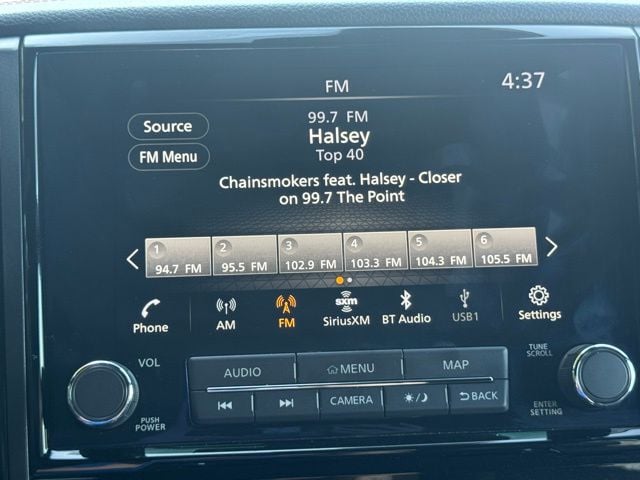 FM
4:37
Source
FM Menu
99.7 FM
Halsey
Top 40
Chainsmokers feat. Halsey - Closer
on 99.7 The Point
1 2 3 4 5 6
94.7 FM 95.5 FM 102.9 FM 103.3 FM 104.3 FM 105.5 FM
sxm
Phone AM FM SiriusXM BT Audio USB1 Settings
VOL
AUDIO MENU MAP
TUNE
SCROLL
CAMERA BACK
PUSH
POWER
ENTER
SETTING